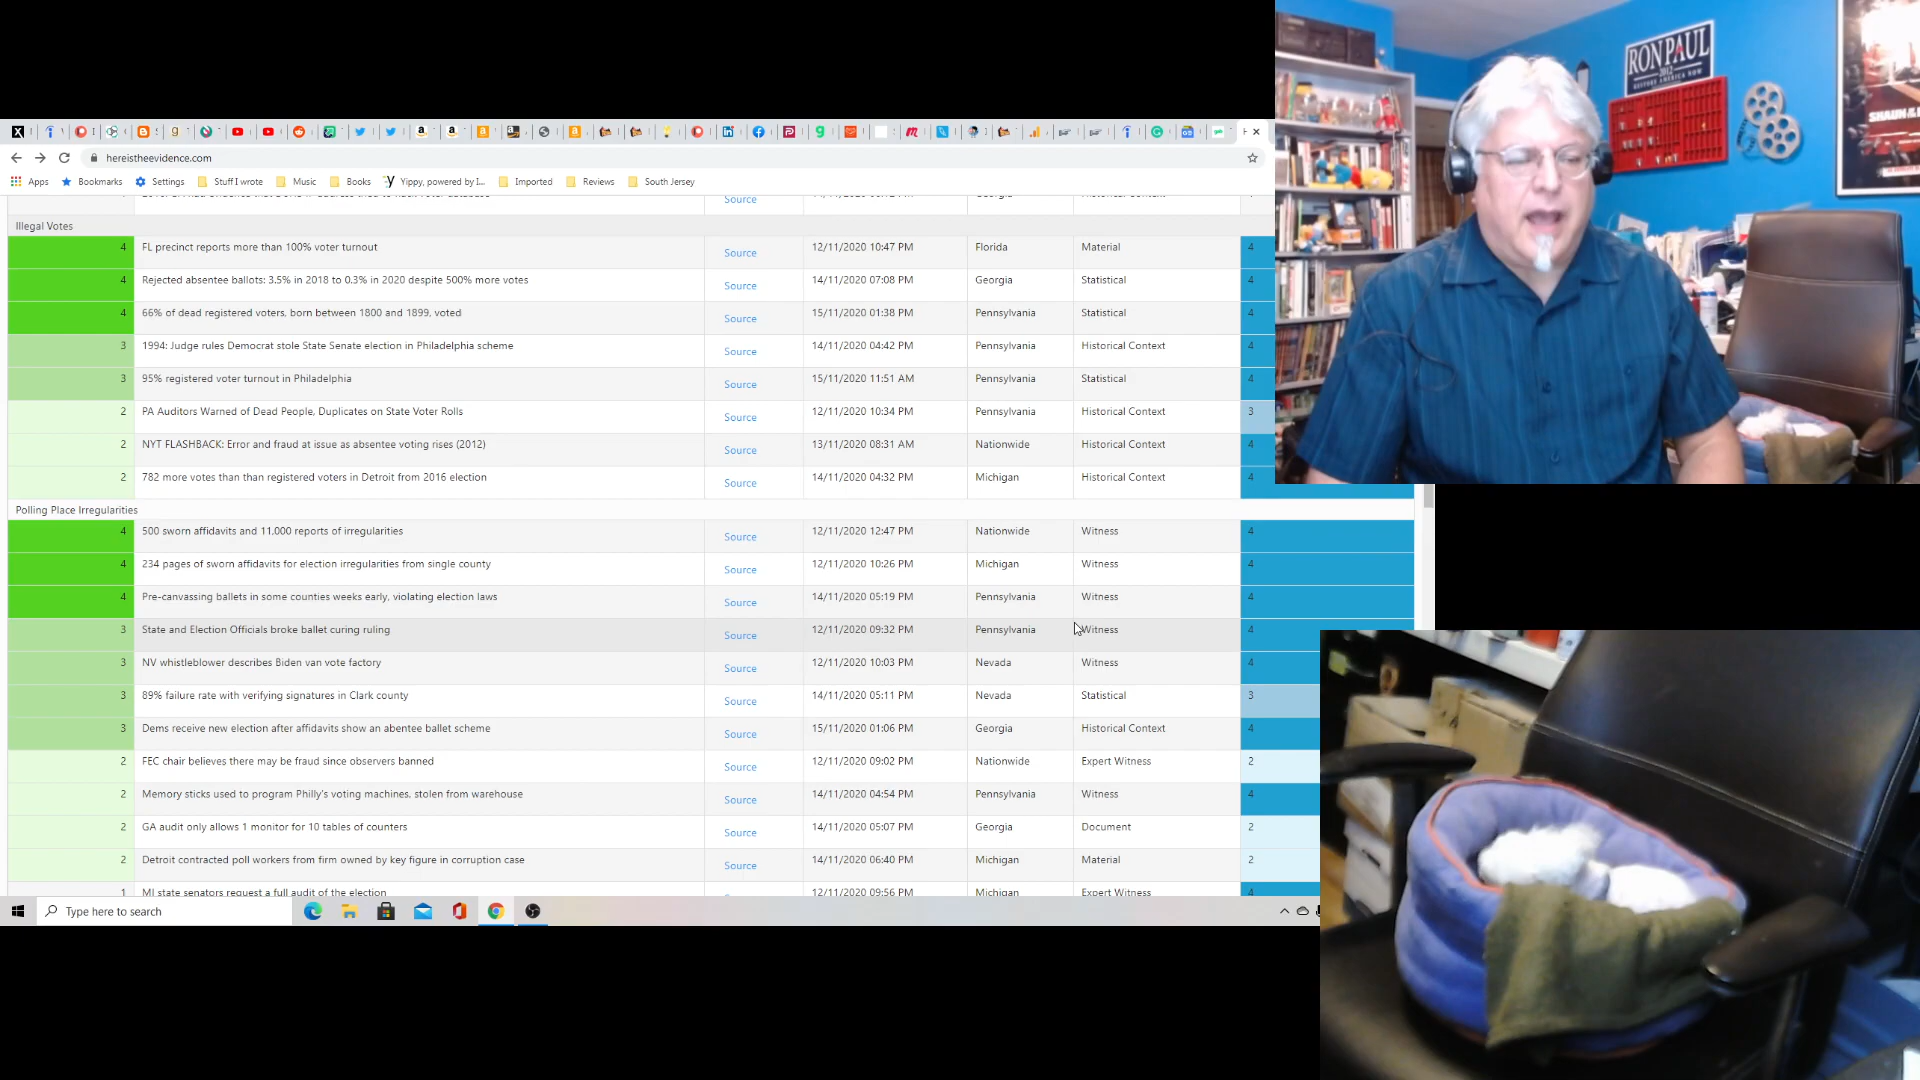 hereistheevidence.com
Apps Bookmarks Settings Stuff I wrote Music Books Yippy, powered by I... Imported Reviews South Jersey
Source
Illegal Votes
4 FL precinct reports more than 100% voter turnout Source 12/11/2020 10:47 PM Florida Material 4
4 Rejected absentee ballots: 3.5% in 2018 to 0.3% in 2020 despite 500% more votes Source 14/11/2020 07:08 PM Georgia Statistical 4
4 66% of dead registered voters, born between 1800 and 1899, voted Source 15/11/2020 01:38 PM Pennsylvania Statistical 4
3 1994: Judge rules Democrat stole State Senate election in Philadelphia scheme Source 14/11/2020 04:42 PM Pennsylvania Historical Context 4
3 95% registered voter turnout in Philadelphia Source 15/11/2020 11:51 AM Pennsylvania Statistical 4
2 PA Auditors Warned of Dead People, Duplicates on State Voter Rolls Source 12/11/2020 10:34 PM Pennsylvania Historical Context 3
2 NYT FLASHBACK: Error and fraud at issue as absentee voting rises (2012) Source 13/11/2020 08:31 AM Nationwide Historical Context 4
2 782 more votes than than registered voters in Detroit from 2016 election Source 14/11/2020 04:32 PM Michigan Historical Context 4
Polling Place Irregularities
4 500 sworn affidavits and 11,000 reports of irregularities Source 12/11/2020 12:47 PM Nationwide Witness 4
4 234 pages of sworn affidavits for election irregularities from single county Source 12/11/2020 10:26 PM Michigan Witness 4
4 Pre-canvassing ballets in some counties weeks early, violating election laws Source 14/11/2020 05:19 PM Pennsylvania Witness 4
3 State and Election Officials broke ballet curing ruling Source 12/11/2020 09:32 PM Pennsylvania Witness 4
3 NV whistleblower describes Biden van vote factory Source 12/11/2020 10:03 PM Nevada Witness 4
3 89% failure rate with verifying signatures in Clark county Source 14/11/2020 05:11 PM Nevada Statistical 3
3 Dems receive new election after affidavits show an abentee ballet scheme Source 15/11/2020 01:06 PM Georgia Historical Context 4
2 FEC chair believes there may be fraud since observers banned Source 12/11/2020 09:02 PM Nationwide Expert Witness 2
2 Memory sticks used to program Philly's voting machines, stolen from warehouse Source 14/11/2020 04:54 PM Pennsylvania Witness 4
2 GA audit only allows 1 monitor for 10 tables of counters Source 14/11/2020 05:07 PM Georgia Document 2
2 Detroit contracted poll workers from firm owned by key figure in corruption case Source 14/11/2020 06:40 PM Michigan Material 2
1 MI state senators request a full audit of the election 12/11/2020 09:56 PM Michigan Expert Witness 4
Type here to search
RON PAUL
2012
RESTORE AMERICA NOW
SHAUN